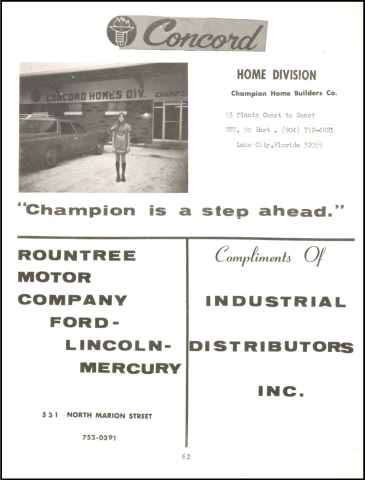 Concord
CONCORD HOMES DIV. CHAMPION
HOME DIVISION
Champion Home Builders Co.
53 Plants Coast to Coast
HWY. 90 East . (904) 752-4821
Lake City, Florida 32055
"Champion is a step ahead."
ROUNTREE
MOTOR
COMPANY
FORD-
LINCOLN-
MERCURY
531 NORTH MARION STREET
752-0391
Compliments Of
INDUSTRIAL
DISTRIBUTORS
INC.
62